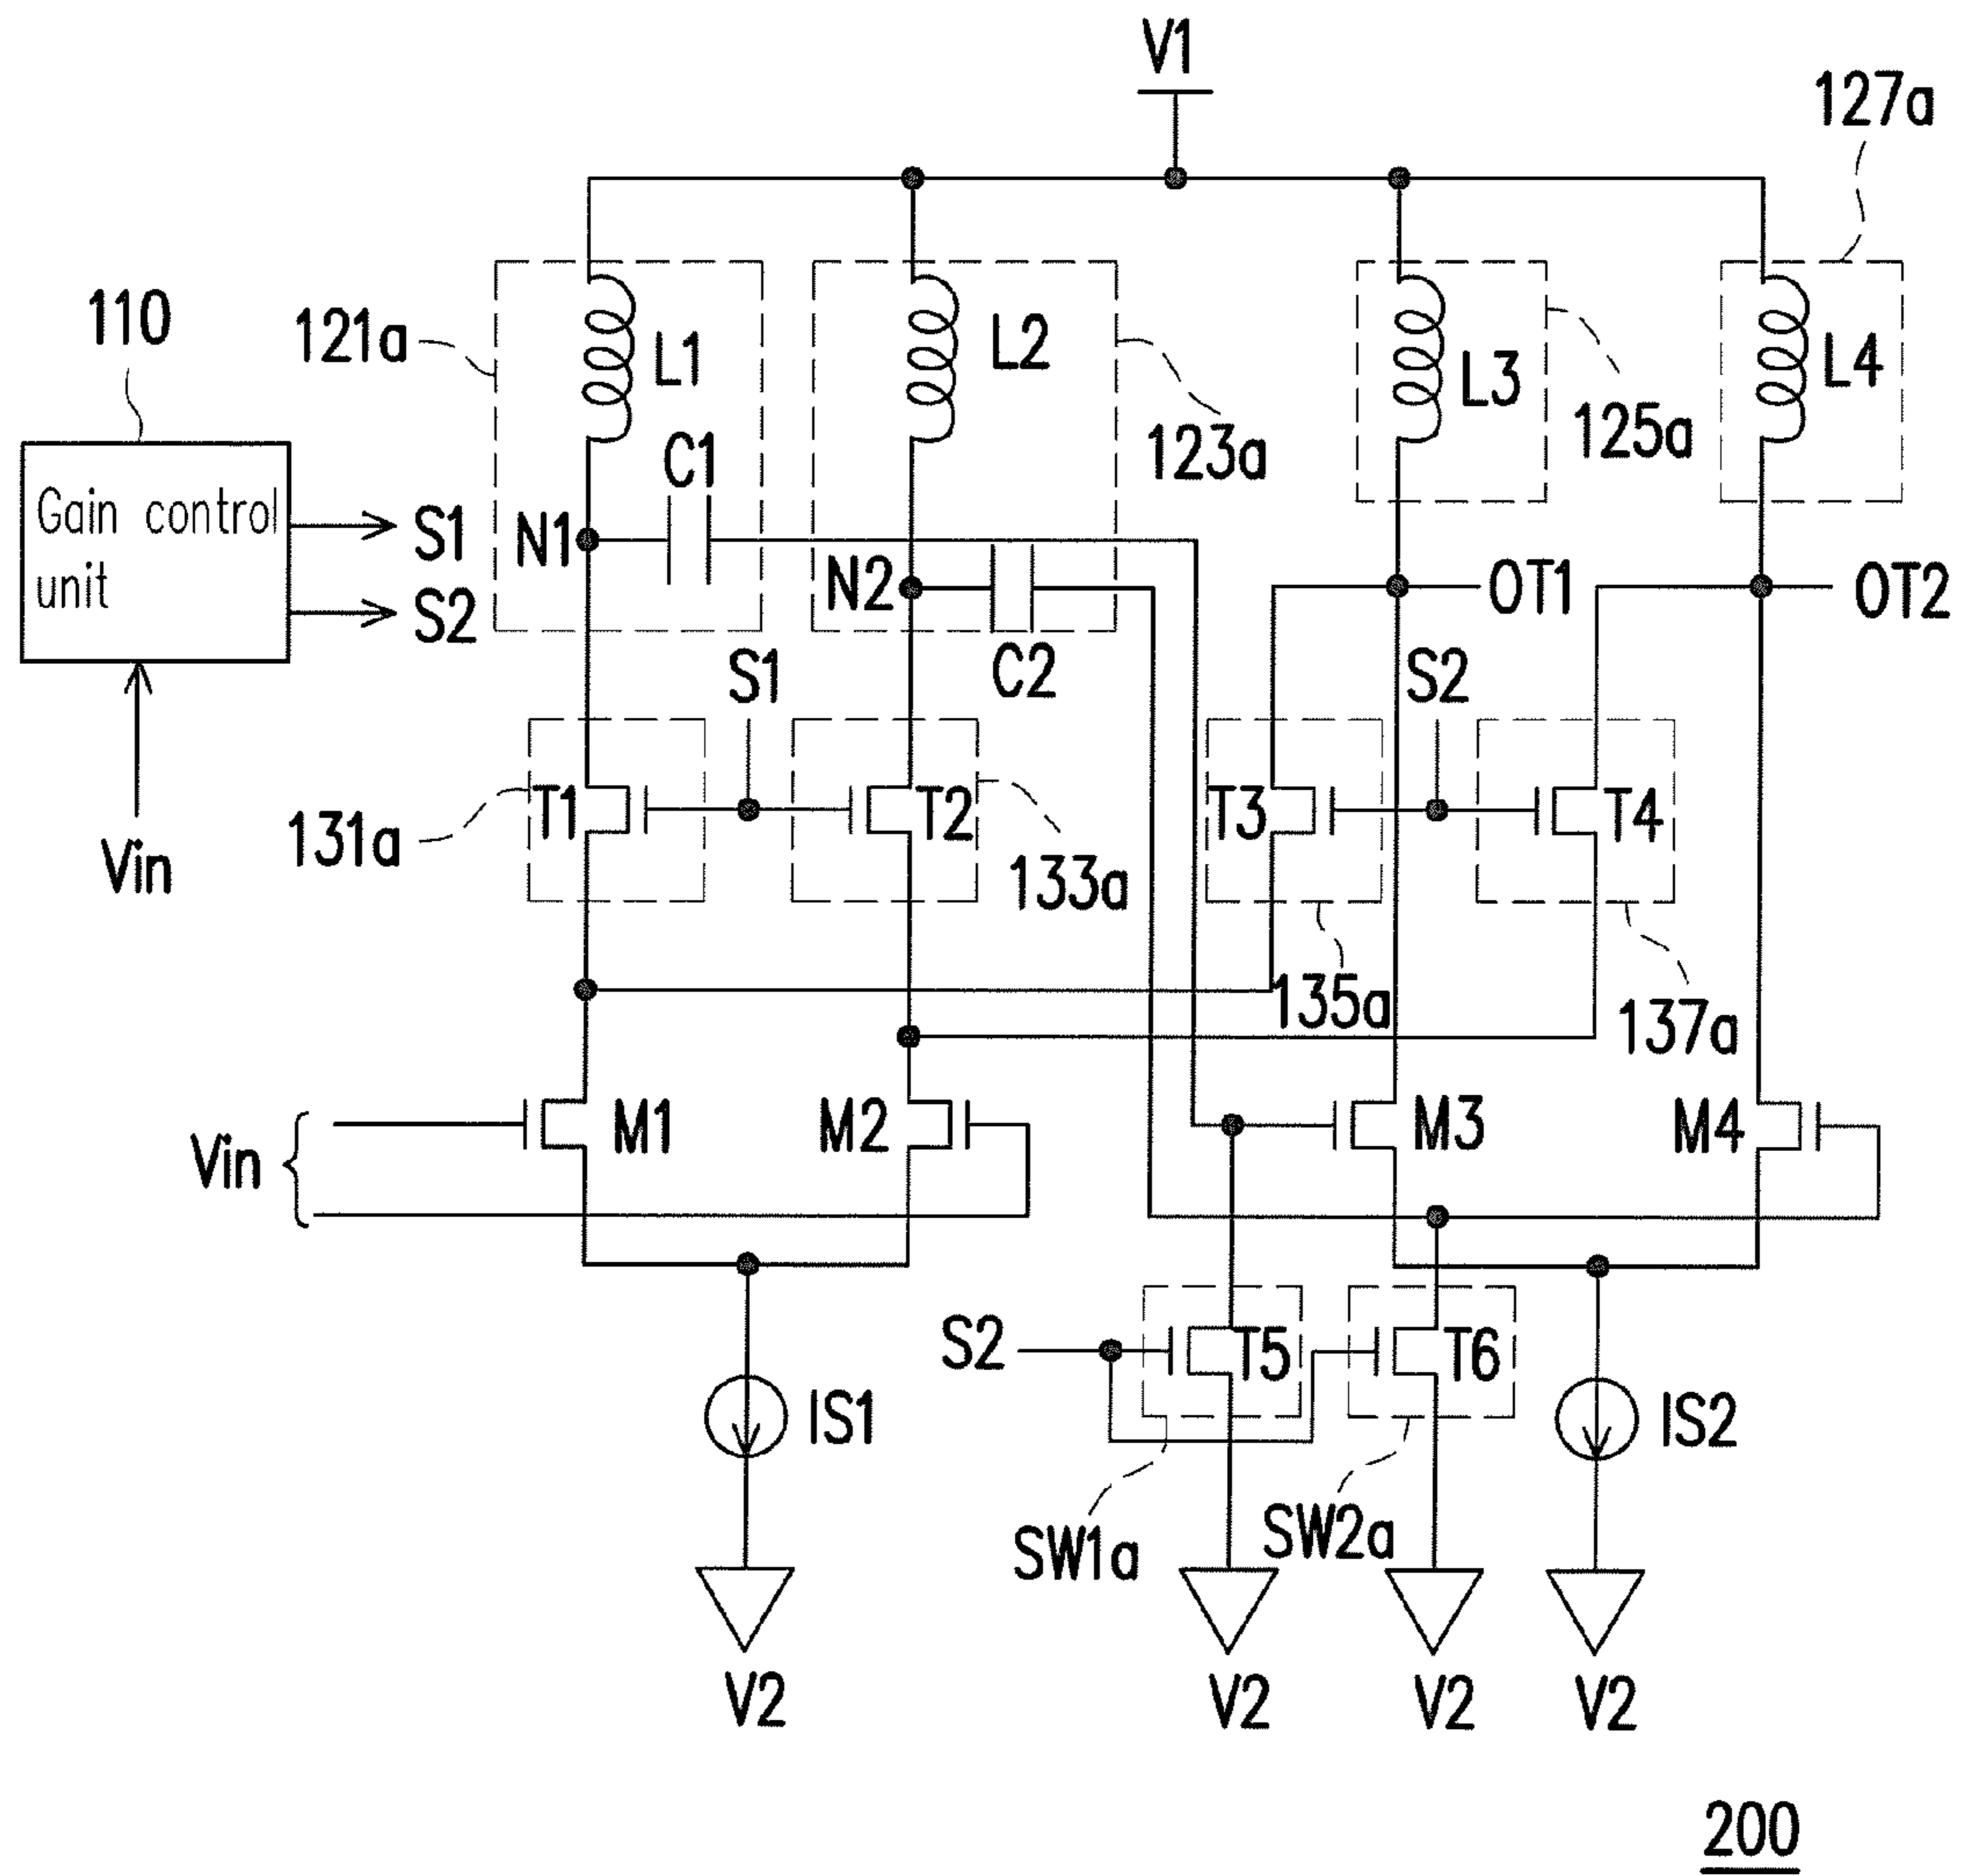 V1
127a
110
121a
L1
L2
L3
L4
123a
125a
C1
Gain control
unit
S1
S2
N1
N2
C2
OT1
OT2
S1
S2
Vin
131a
T1
T2
133a
T3
T4
135a
137a
Vin
M1
M2
M3
M4
S2
T5
T6
IS1
IS2
SW1a
SW2a
V2
V2
V2
V2
200